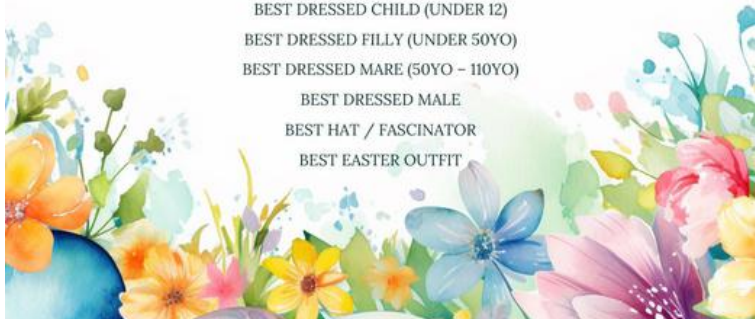 BEST DRESSED CHILD (UNDER 12)
BEST DRESSED FILLY (UNDER 50YO)
BEST DRESSED MARE (50YO – 110YO)
BEST DRESSED MALE
BEST HAT / FASCINATOR
BEST EASTER OUTFIT